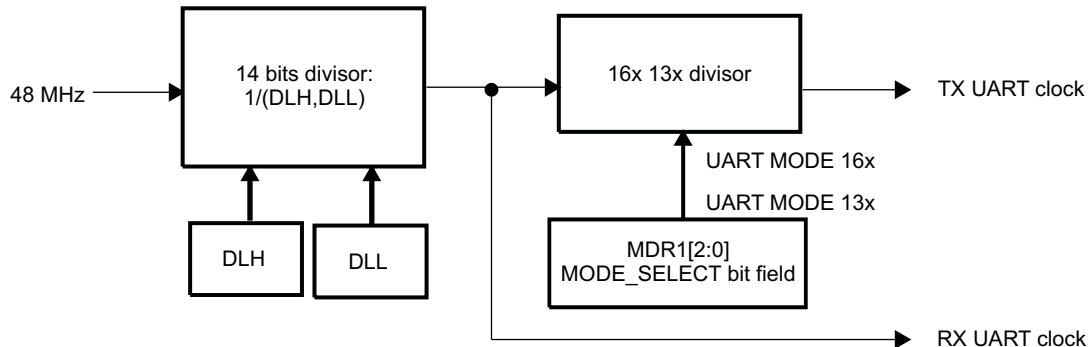 14 bits divisor:
1/(DLH,DLL)
16x 13x divisor
48 MHz
TX UART clock
UART MODE 16x
UART MODE 13x
DLH
DLL
MDR1[2:0]
MODE_SELECT bit field
RX UART clock